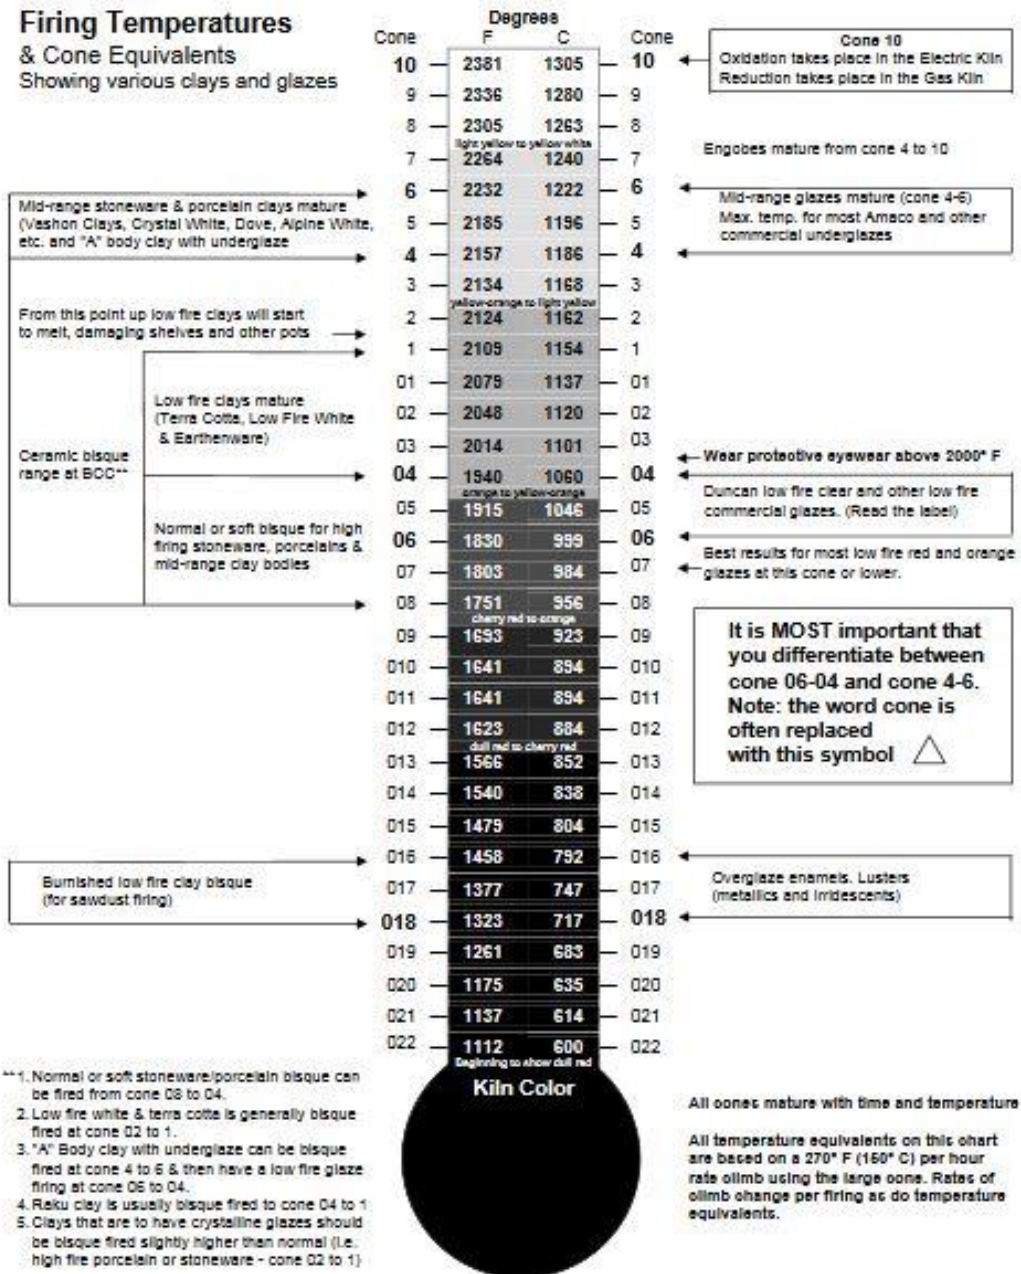 Firing Temperatures
& Cone Equivalents
Showing various clays and glazes
Degrees
Cone F C Cone
10 2381 1305 10
9 2336 1280 9
8 2305 1263 8
light yellow to yellow white
7 2264 1240 7
6 2232 1222 6
5 2185 1196 5
4 2157 1186 4
3 2134 1168 3
yellow-orange to light yellow
2 2124 1162 2
1 2109 1154 1
01 2079 1137 01
02 2048 1120 02
03 2014 1101 03
04 1940 1060 04
orange to yellow-orange
05 1915 1046 05
06 1830 999 06
07 1803 984 07
08 1751 956 08
cherry red to orange
09 1693 923 09
010 1641 894 010
011 1641 894 011
012 1623 884 012
dull red to cherry red
013 1566 852 013
014 1540 838 014
015 1479 804 015
016 1458 792 016
017 1377 747 017
018 1323 717 018
019 1261 683 019
020 1175 635 020
021 1137 614 021
022 1112 600 022
Beginning to show dull red
Kiln Color
Mid-range stoneware & porcelain clays mature
(Vashon Clays, Crystal White, Dove, Alpine White,
etc. and "A" body clay with underglaze
From this point up low fire clays will start
to melt, damaging shelves and other pots
Low fire clays mature
(Terra Cotta, Low Fire White
& Earthenware)
Ceramic bisque
range at BCC**
Normal or soft bisque for high
firing stoneware, porcelains &
mid-range clay bodies
Burnished low fire clay bisque
(for sawdust firing)
**1. Normal or soft stoneware/porcelain bisque can
be fired from cone 08 to 04.
2. Low fire white & terra cotta is generally bisque
fired at cone 02 to 1.
3. "A" Body clay with underglaze can be bisque
fired at cone 4 to 6 & then have a low fire glaze
firing at cone 06 to 04.
4. Raku clay is usually bisque fired to cone 04 to 1
5. Clays that are to have crystalline glazes should
be bisque fired slightly higher than normal (i.e.
high fire porcelain or stoneware - cone 02 to 1)
Cone 10
Oxidation takes place in the Electric Kiln
Reduction takes place in the Gas Kiln
Engobes mature from cone 4 to 10
Mid-range glazes mature (cone 4-6)
Max. temp. for most Amaco and other
commercial underglazes
Wear protective eyewear above 2000° F
Duncan low fire clear and other low fire
commercial glazes. (Read the label)
Best results for most low fire red and orange
glazes at this cone or lower.
It is MOST important that
you differentiate between
cone 06-04 and cone 4-6.
Note: the word cone is
often replaced
with this symbol
Overglaze enamels. Lusters
(metallics and irridescents)
All cones mature with time and temperature
All temperature equivalents on this chart
are based on a 270° F (150° C) per hour
rate climb using the large cone. Rates of
climb change per firing as do temperature
equivalents.